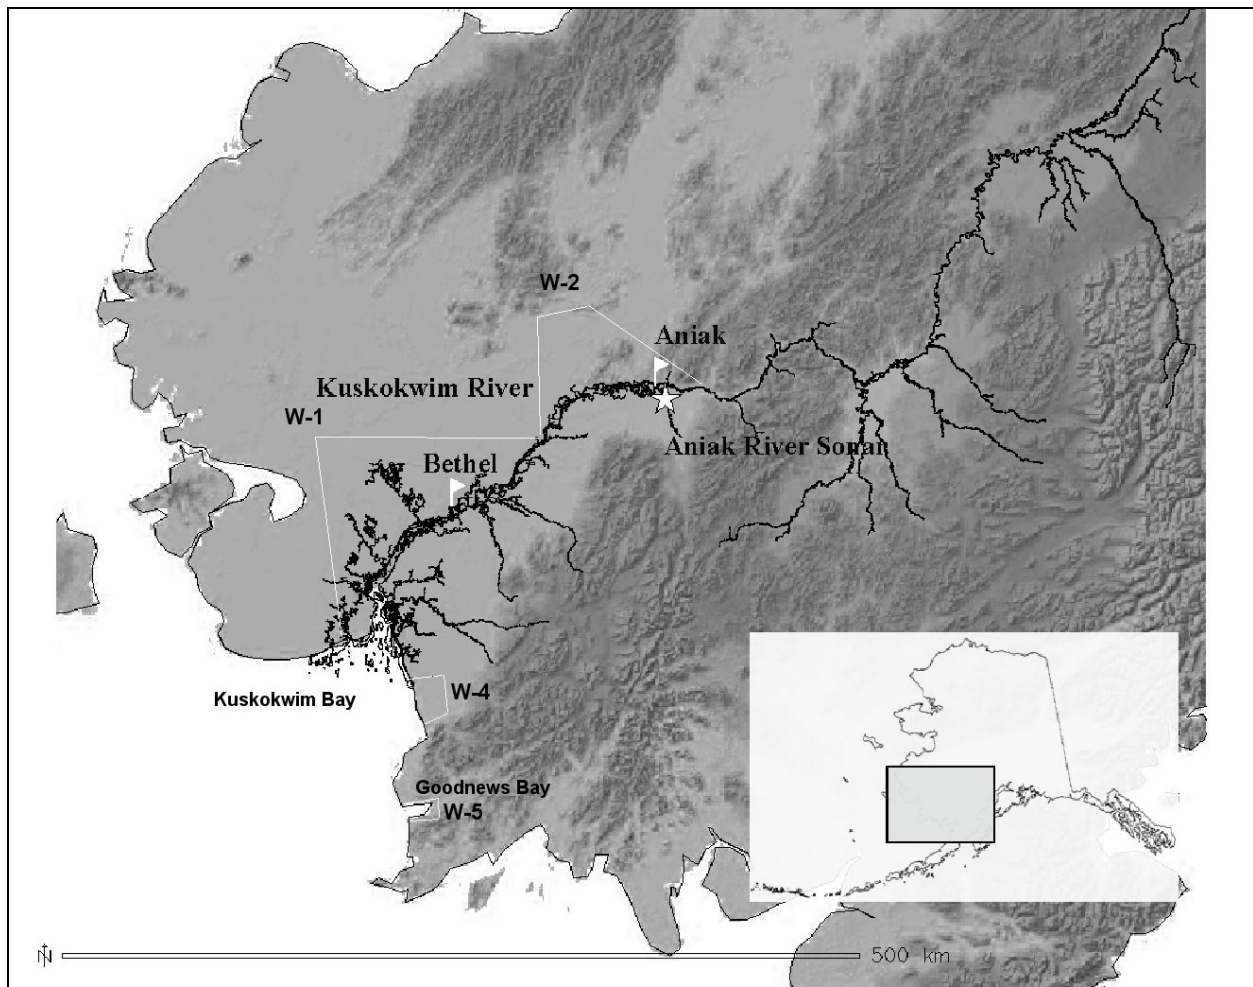 W-2
Aniak
Kuskokwim River
W-1
Aniak River Sonar
Bethel
W-4
Kuskokwim Bay
Goodnews Bay
W-5
N
500 km